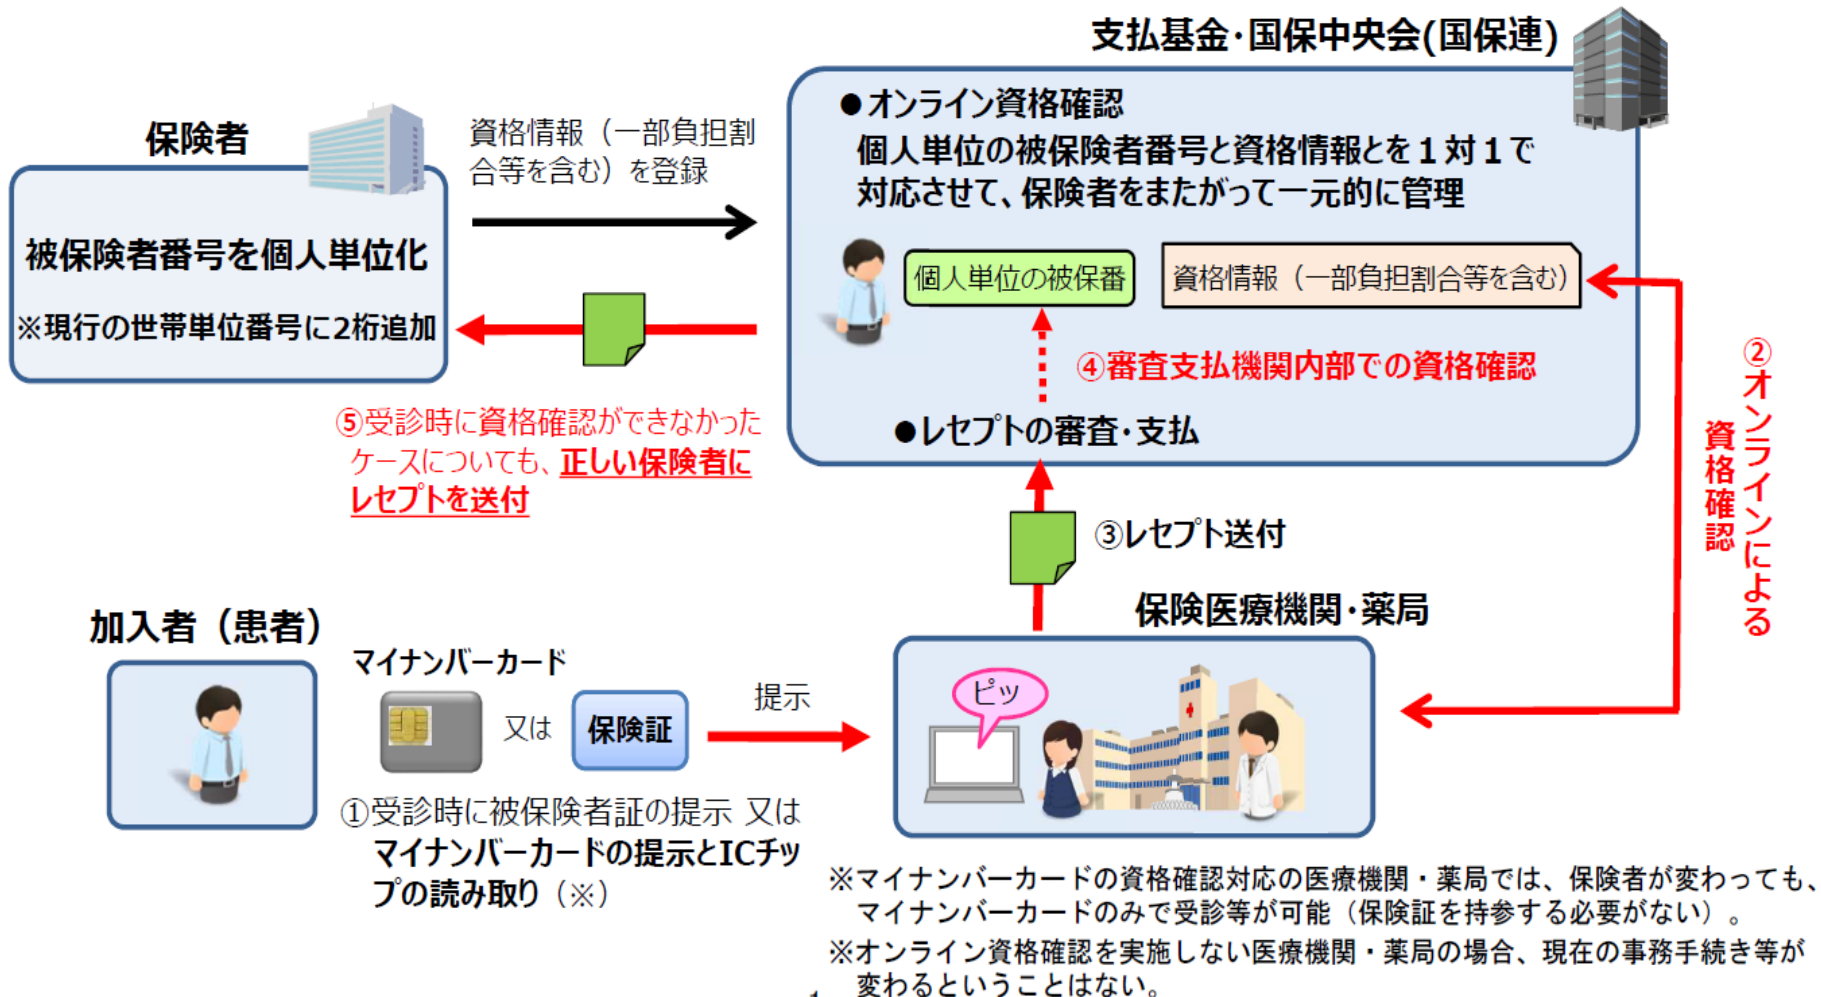 支払基金・国保中央会(国保連)
保険者
被保険者番号を個人単位化
※現行の世帯単位番号に2桁追加
資格情報（一部負担割
合等を含む）を登録
●オンライン資格確認
個人単位の被保険者番号と資格情報とを１対１で
対応させて、保険者をまたがって一元的に管理
個人単位の被保番
資格情報（一部負担割合等を含む）
④審査支払機関内部での資格確認
●レセプトの審査・支払
②オンラインによる
資格確認
⑤受診時に資格確認ができなかった
ケースについても、正しい保険者に
レセプトを送付
③レセプト送付
保険医療機関・薬局
ピッ
加入者（患者）
マイナンバーカード
又は
保険証
提示
①受診時に被保険者証の提示 又は
マイナンバーカードの提示とICチッ
プの読み取り（※）
※マイナンバーカードの資格確認対応の医療機関・薬局では、保険者が変わっても、
マイナンバーカードのみで受診等が可能（保険証を持参する必要がない）。
※オンライン資格確認を実施しない医療機関・薬局の場合、現在の事務手続き等が
変わるということはない。